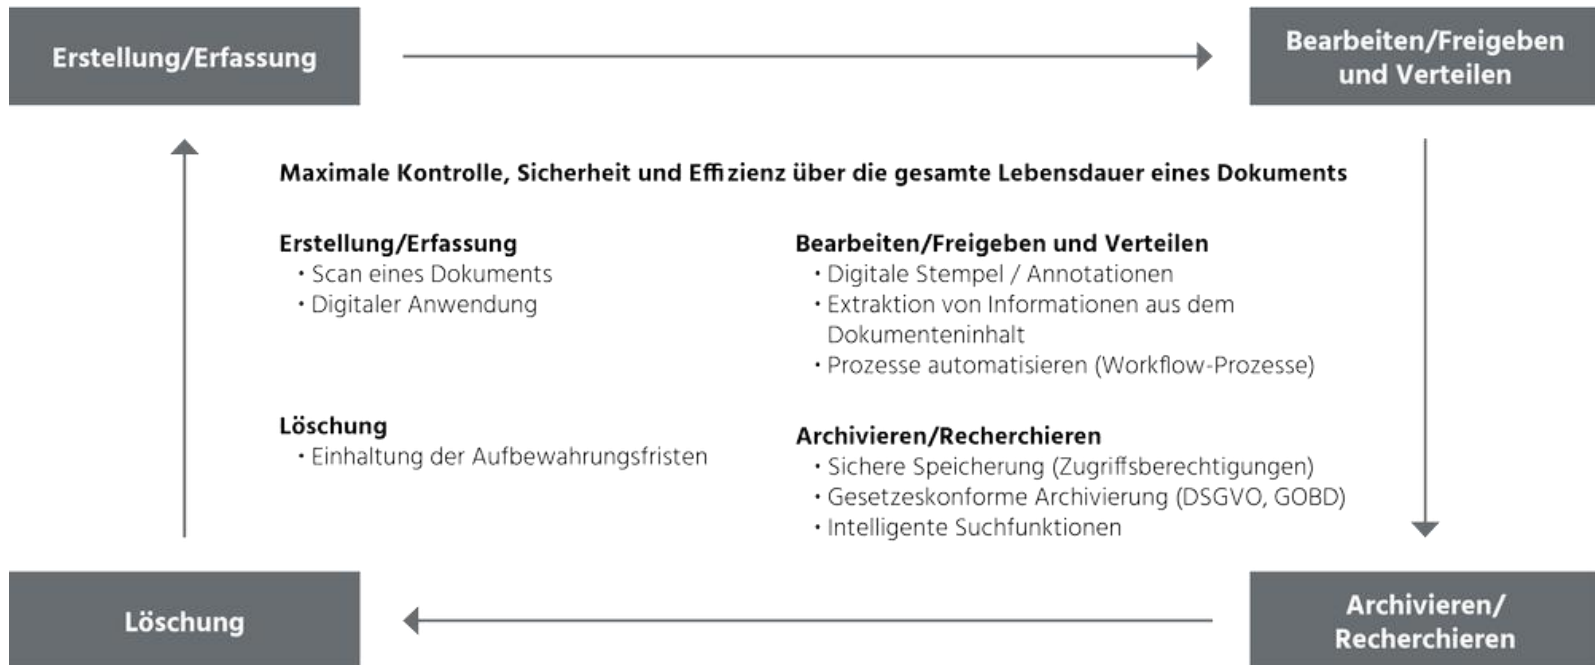 Erstellung/Erfassung
Bearbeiten/Freigeben
und Verteilen
Maximale Kontrolle, Sicherheit und Effizienz über die gesamte Lebensdauer eines Dokuments
Erstellung/Erfassung
• Scan eines Dokuments
• Digitaler Anwendung
Bearbeiten/Freigeben und Verteilen
• Digitale Stempel / Annotationen
• Extraktion von Informationen aus dem
Dokumenteninhalt
• Prozesse automatisieren (Workflow-Prozesse)
Löschung
• Einhaltung der Aufbewahrungsfristen
Archivieren/Recherchieren
• Sichere Speicherung (Zugriffsberechtigungen)
• Gesetzeskonforme Archivierung (DSGVO, GOBD)
• Intelligente Suchfunktionen
Löschung
Archivieren/
Recherchieren